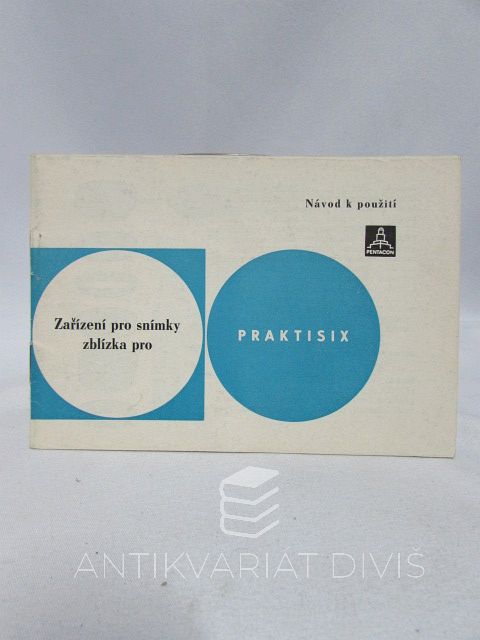 Návod k použití
PENTACON
Zařízení pro snímky
zblízka pro
PRAKTISIX
ANTIKVARIÁT DIVIŠ